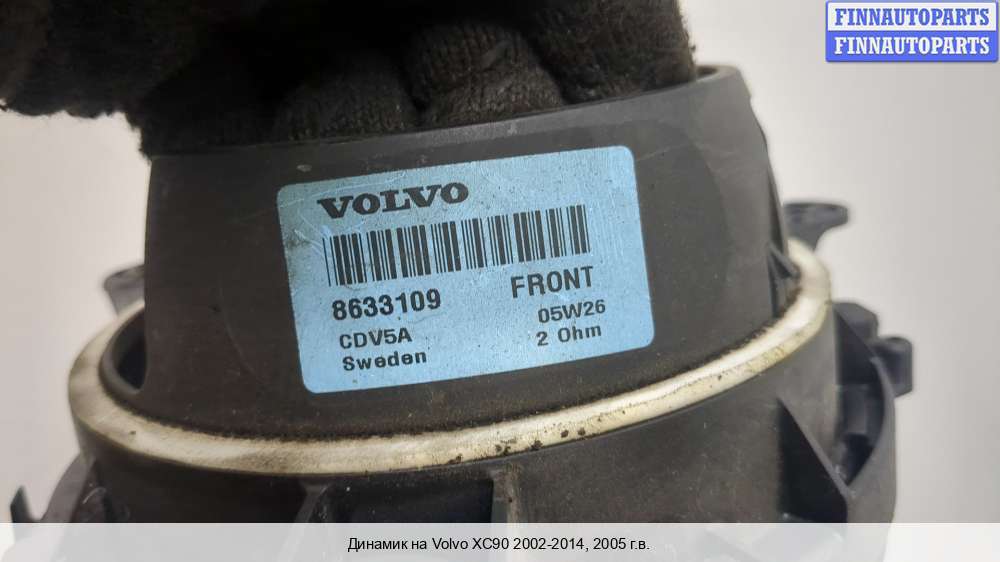 FINNAUTOPARTS
FINNAUTOPARTS
VOLVO
8633109 FRONT
CDV5A 05W26
Sweden 2 Ohm
Динамик на Volvo XC90 2002-2014, 2005 г.в.